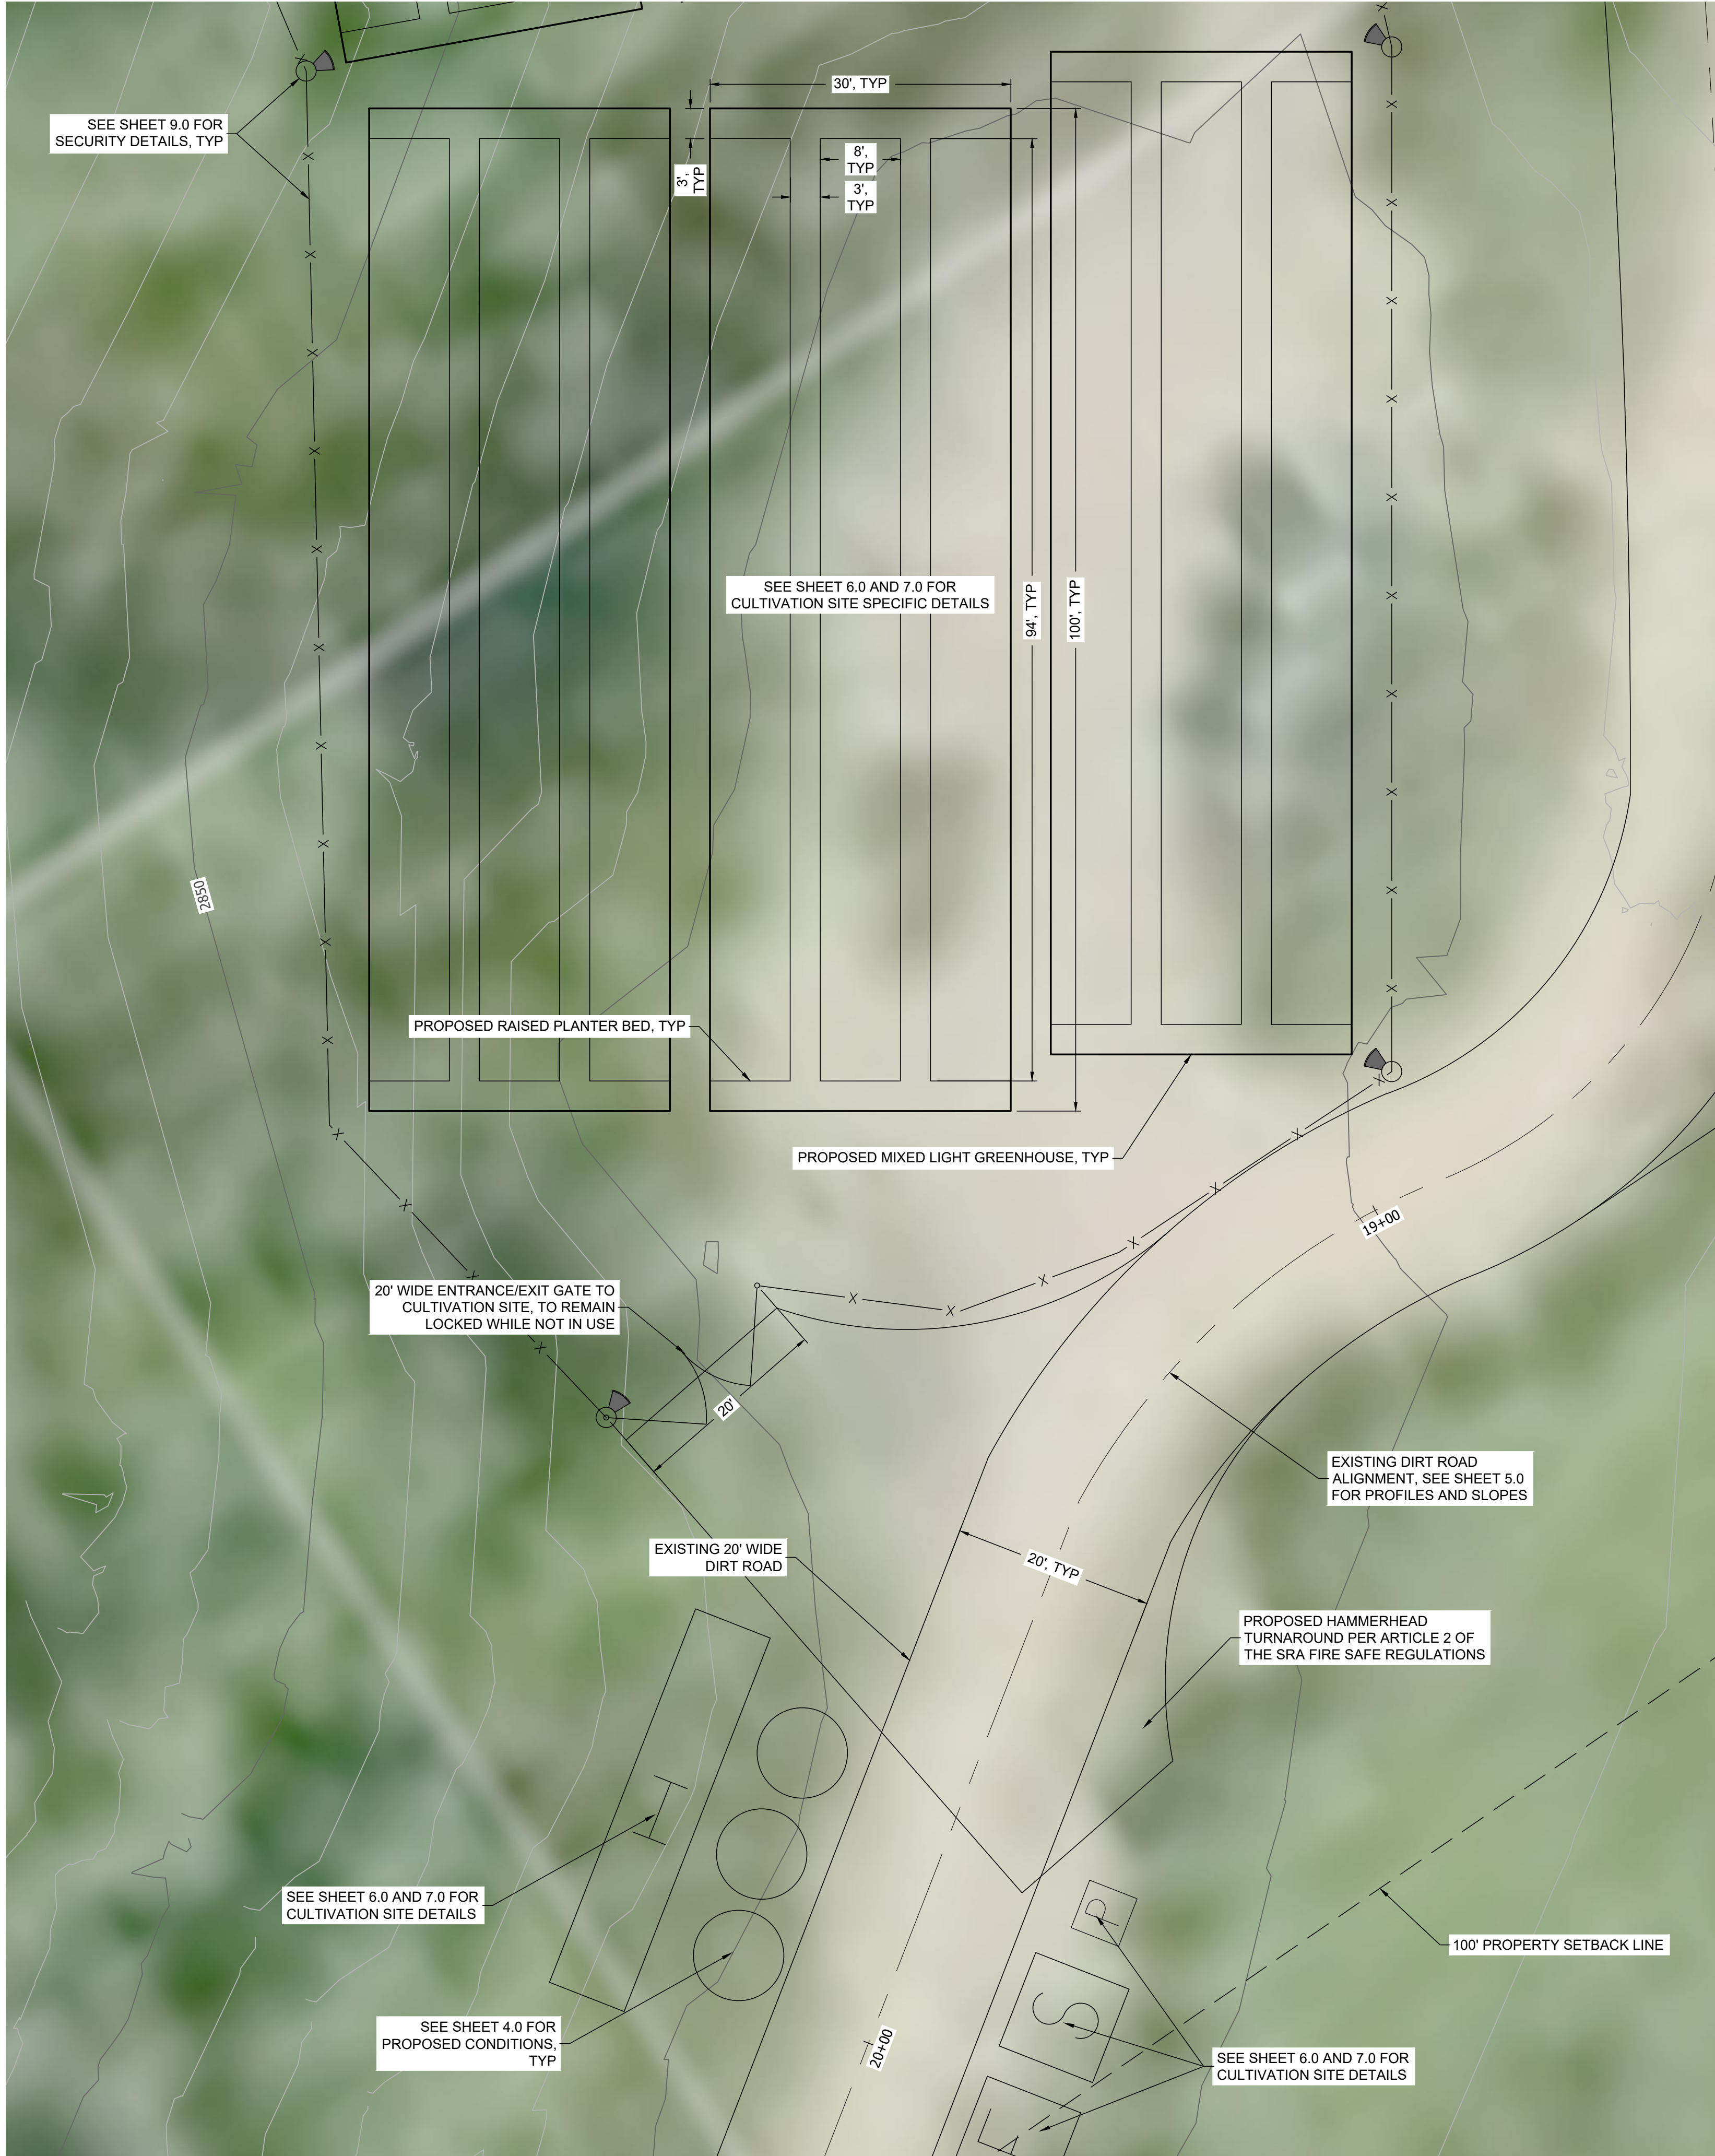 30', TYP
SEE SHEET 9.0 FOR
SECURITY DETAILS, TYP
3',
TYP
8',
TYP
3',
TYP
SEE SHEET 6.0 AND 7.0 FOR
CULTIVATION SITE SPECIFIC DETAILS
94', TYP
100', TYP
2850
PROPOSED RAISED PLANTER BED, TYP
PROPOSED MIXED LIGHT GREENHOUSE, TYP
19+00
20' WIDE ENTRANCE/EXIT GATE TO
CULTIVATION SITE, TO REMAIN
LOCKED WHILE NOT IN USE
20'
EXISTING DIRT ROAD
ALIGNMENT, SEE SHEET 5.0
FOR PROFILES AND SLOPES
EXISTING 20' WIDE
DIRT ROAD
20', TYP
PROPOSED HAMMERHEAD
TURNAROUND PER ARTICLE 2 OF
THE SRA FIRE SAFE REGULATIONS
I
SEE SHEET 6.0 AND 7.0 FOR
CULTIVATION SITE DETAILS
P
100' PROPERTY SETBACK LINE
S
SEE SHEET 4.0 FOR
PROPOSED CONDITIONS,
TYP
20+00
SEE SHEET 6.0 AND 7.0 FOR
CULTIVATION SITE DETAILS